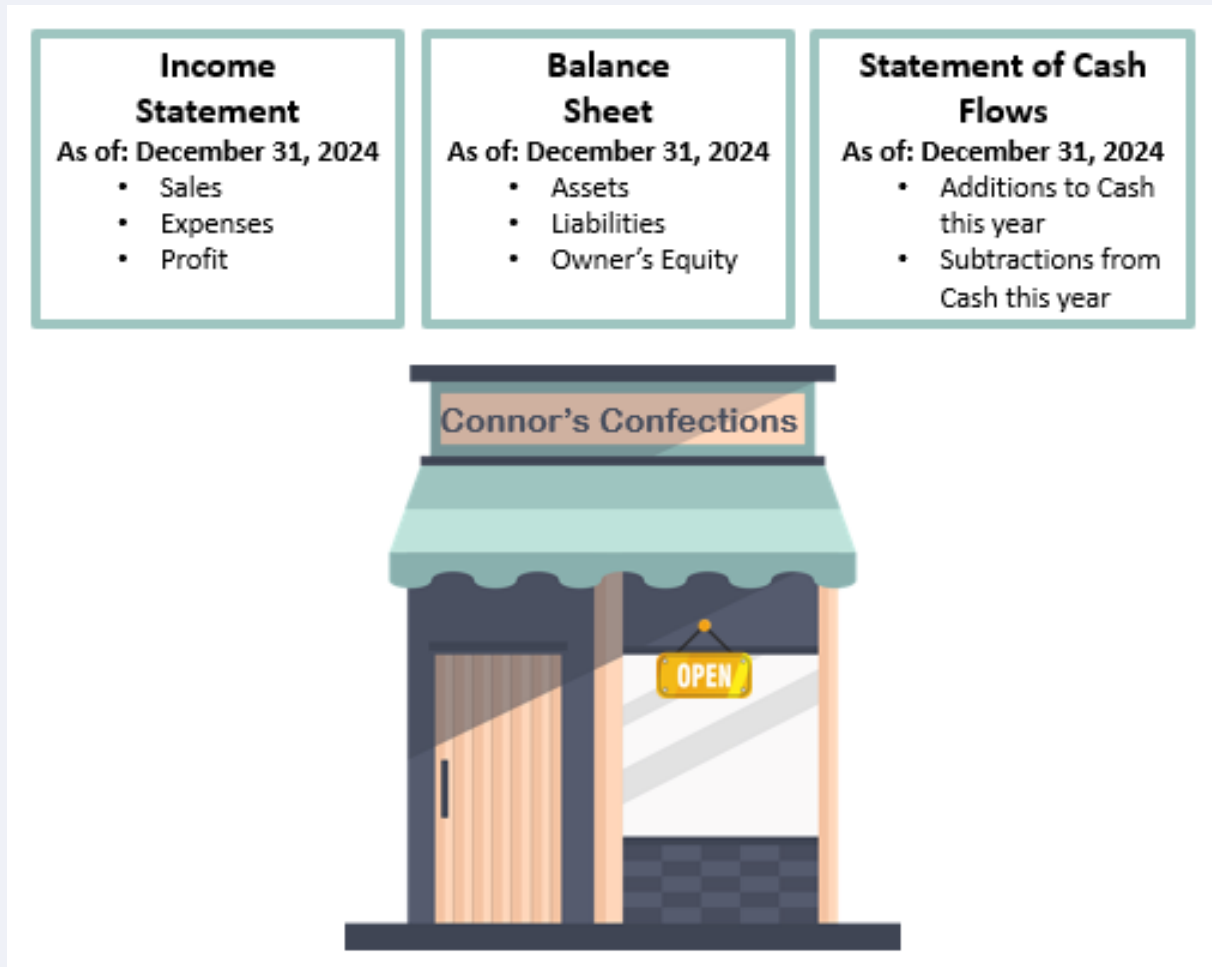 Income
Statement
As of: December 31, 2024
• Sales
• Expenses
• Profit
Balance
Sheet
As of: December 31, 2024
• Assets
• Liabilities
• Owner’s Equity
Statement of Cash
Flows
As of: December 31, 2024
• Additions to Cash
this year
• Subtractions from
Cash this year
Connor’s Confections
OPEN